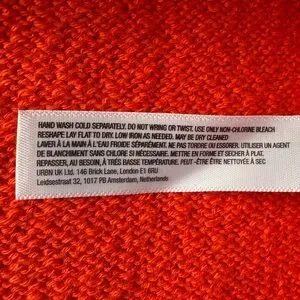 HAND WASH COLD SEPARATELY. DO NOT WRING OR TWIST. USE ONLY NON-CHLORINE BLEACH
RESHAPE LAY FLAT TO DRY. LOW IRON AS NEEDED. MAY BE DRY CLEANED
LAVER À LA MAIN À L'EAU FROIDE SÉPARÉMENT. NE PAS TORDRE OU ESSORER. UTILISER UN AGENT
DE BLANCHIMENT SANS CHLORE SI NÉCESSAIRE. METTRE EN FORME ET SECHER À PLAT.
REPASSER, AU BESOIN, À TRÈS BASSE TEMPÉRATURE. PEUT -ÊTRE ÊTRE NETTOYÉE À SEC
URBN UK Ltd. 146 Brick Lane, London E1 6RU
Leidsestraat 32, 1017 PB Amsterdam, Netherlands